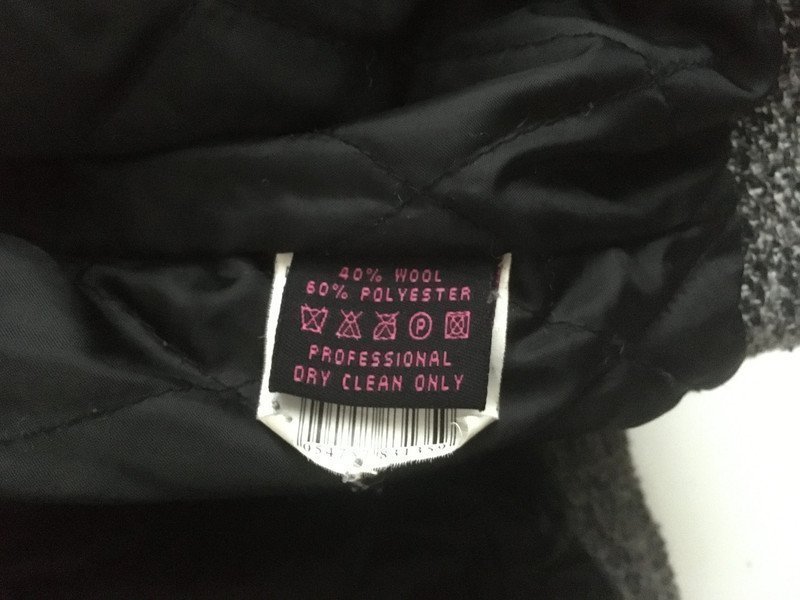 40% WOOL
60% POLYESTER
P
PROFESSIONAL
DRY CLEAN ONLY